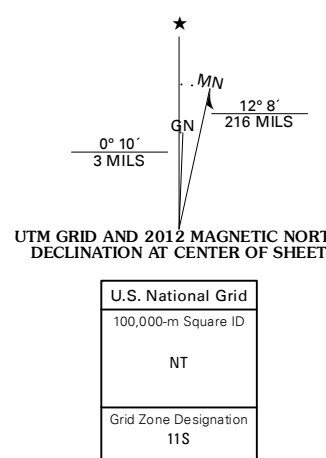 ★
MN
GN
12° 8´
216 MILS
0° 10´
3 MILS
UTM GRID AND 2012 MAGNETIC NORT
DECLINATION AT CENTER OF SHEET
U.S. National Grid
100,000-m Square ID
NT
Grid Zone Designation
11S